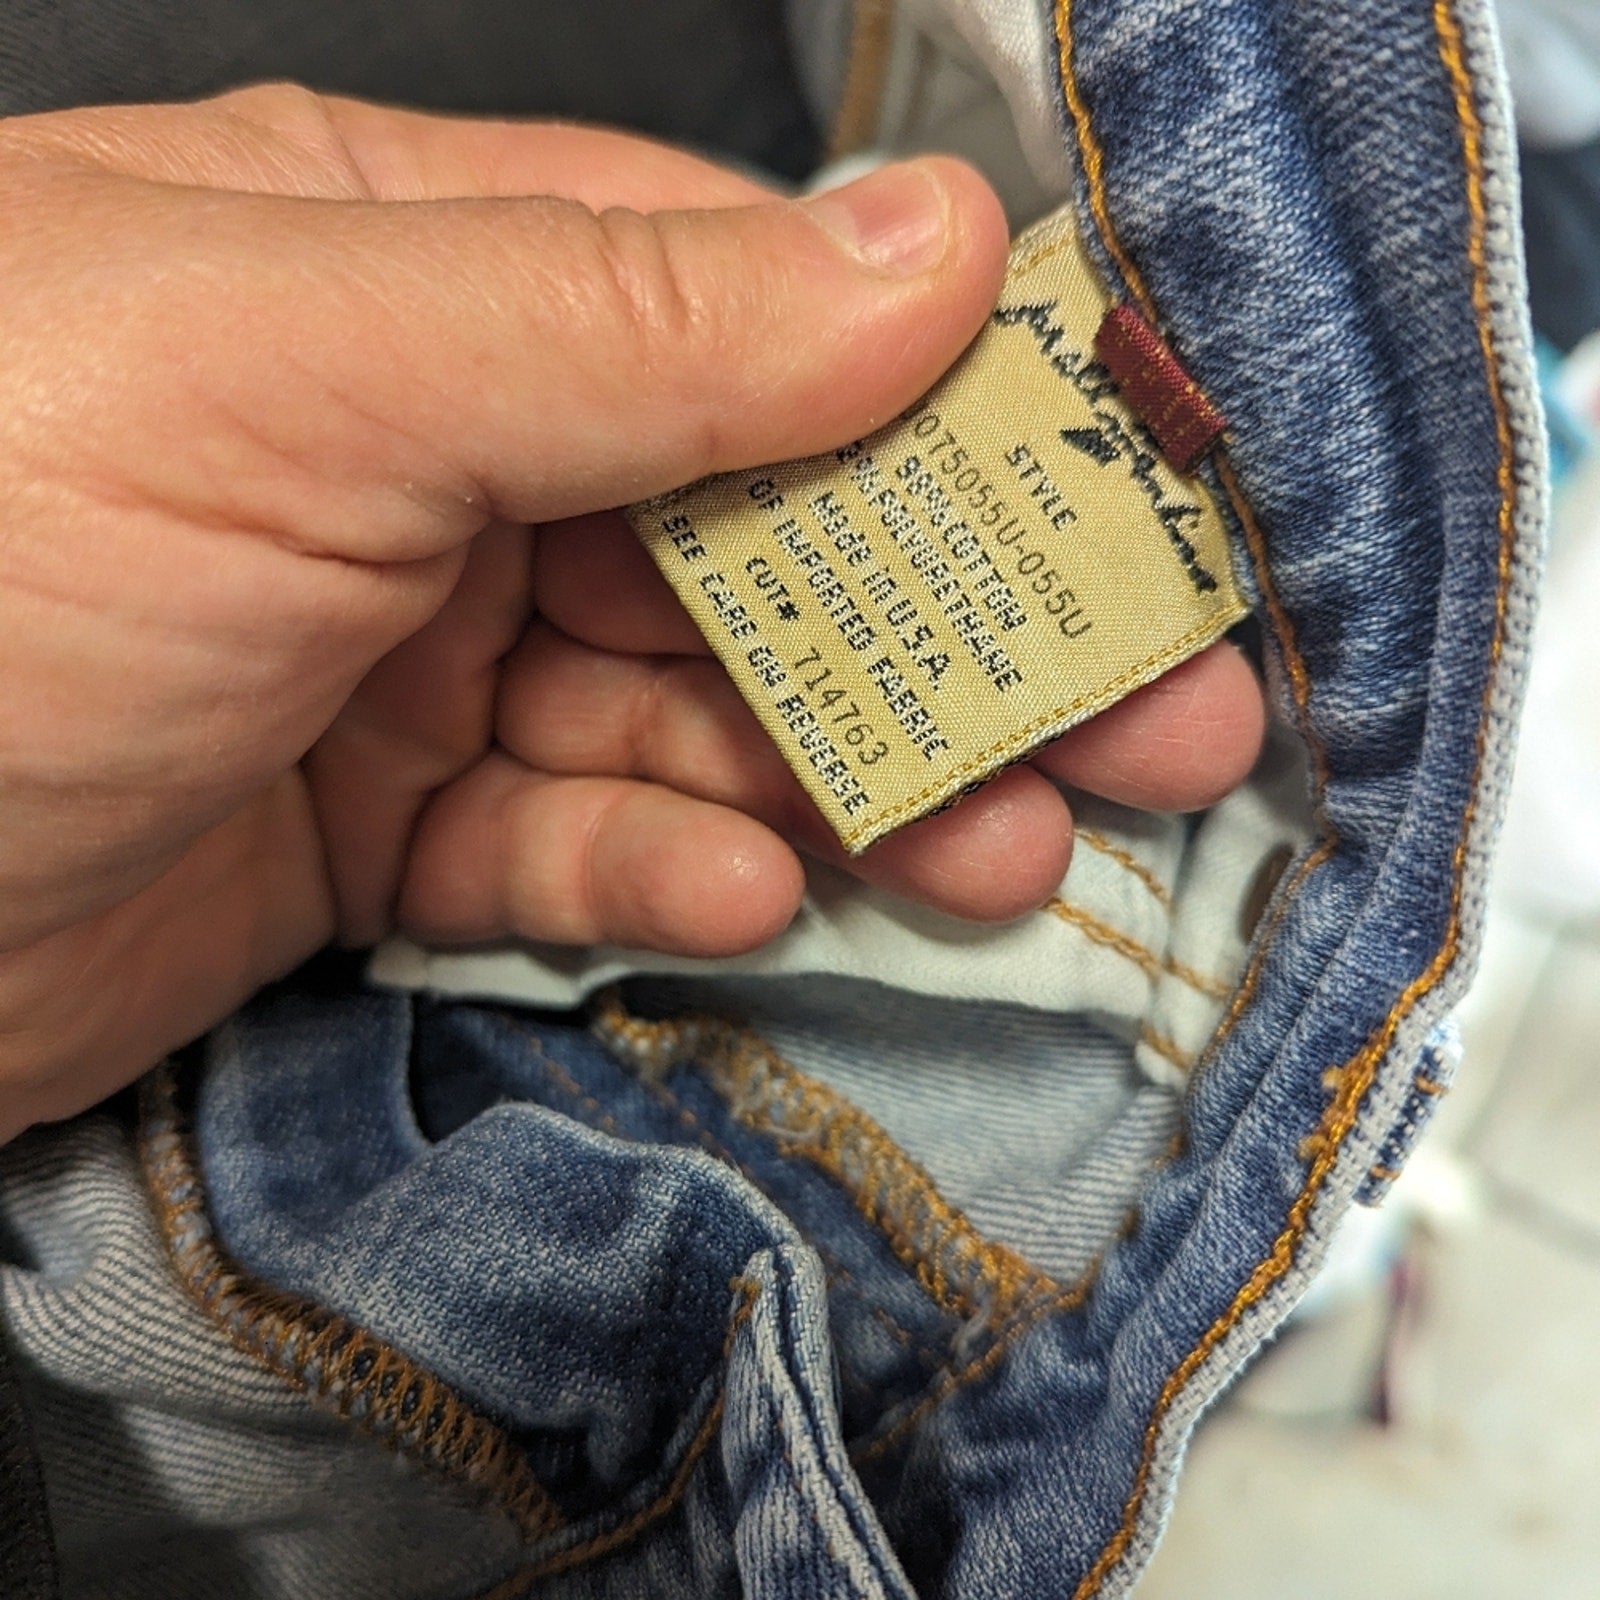 STYLE
075055U-055U
98% COTTON
2% POLYURETHANE
MADE IN U.S.A.
OF IMPORTED FABRIC
CUT# 714763
SEE CARE ON REVERSE